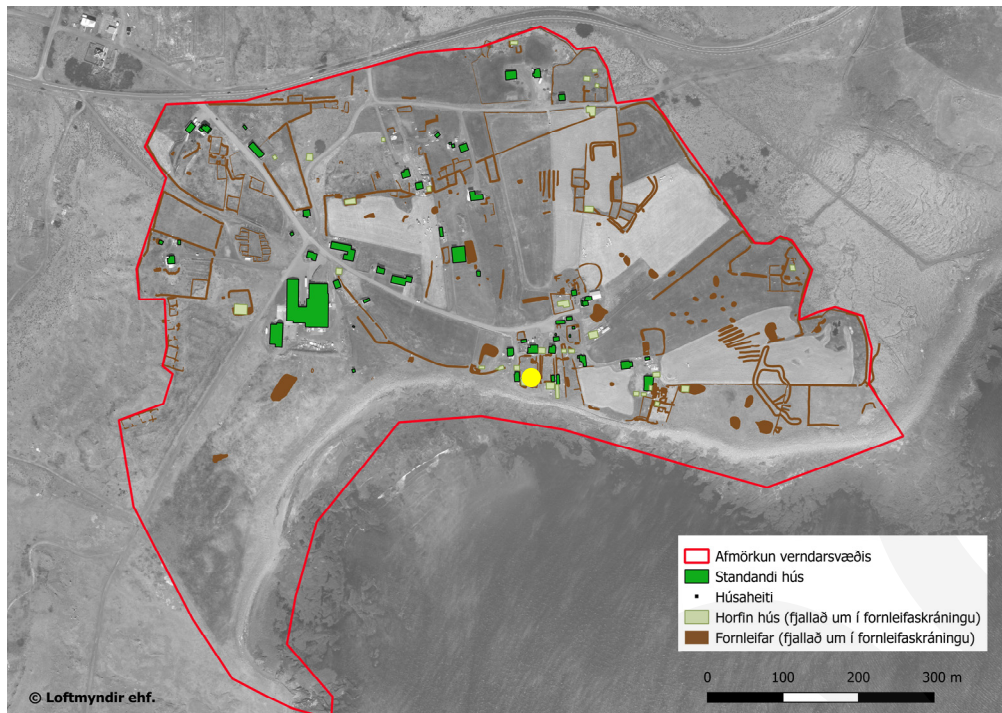 Afmörkun verndarsvæðis
Standandi hús
Húsaheiti
Horfin hús (fjallað um í fornleifaskráningu)
Fornleifar (fjallað um í fornleifaskráningu)
0 100 200 300 m
© Loftmyndir ehf.